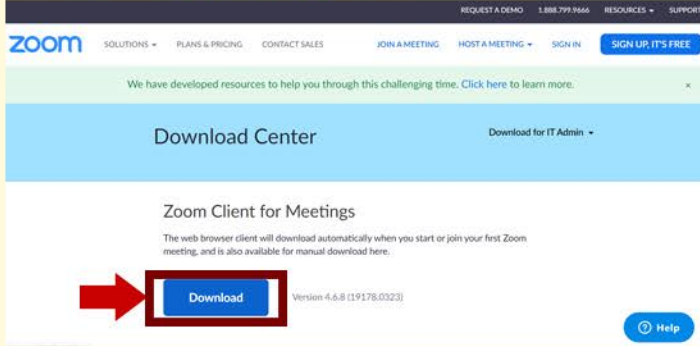 REQUEST A DEMO 1.888.799.9666 RESOURCES SUPPORT
zoom SOLUTIONS PLANS & PRICING CONTACT SALES JOIN A MEETING HOST A MEETING SIGN IN SIGN UP, IT'S FREE
We have developed resources to help you through this challenging time. Click here to learn more. ×
Download Center Download for IT Admin
Zoom Client for Meetings
The web browser client will download automatically when you start or join your first Zoom
meeting, and is also available for manual download here.
Download Version 4.6.8 (19178.0323)
Help